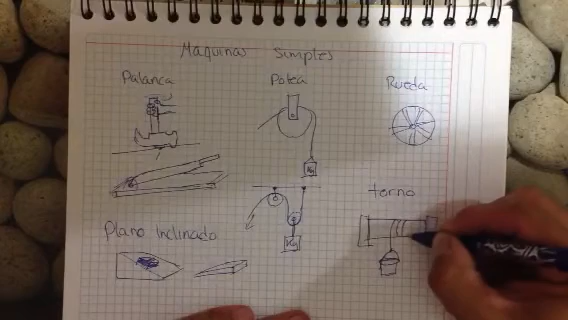 Maquinas Simples
Palanca
Polea
Rueda
Kg
torno
Plano Inclinado
Kg